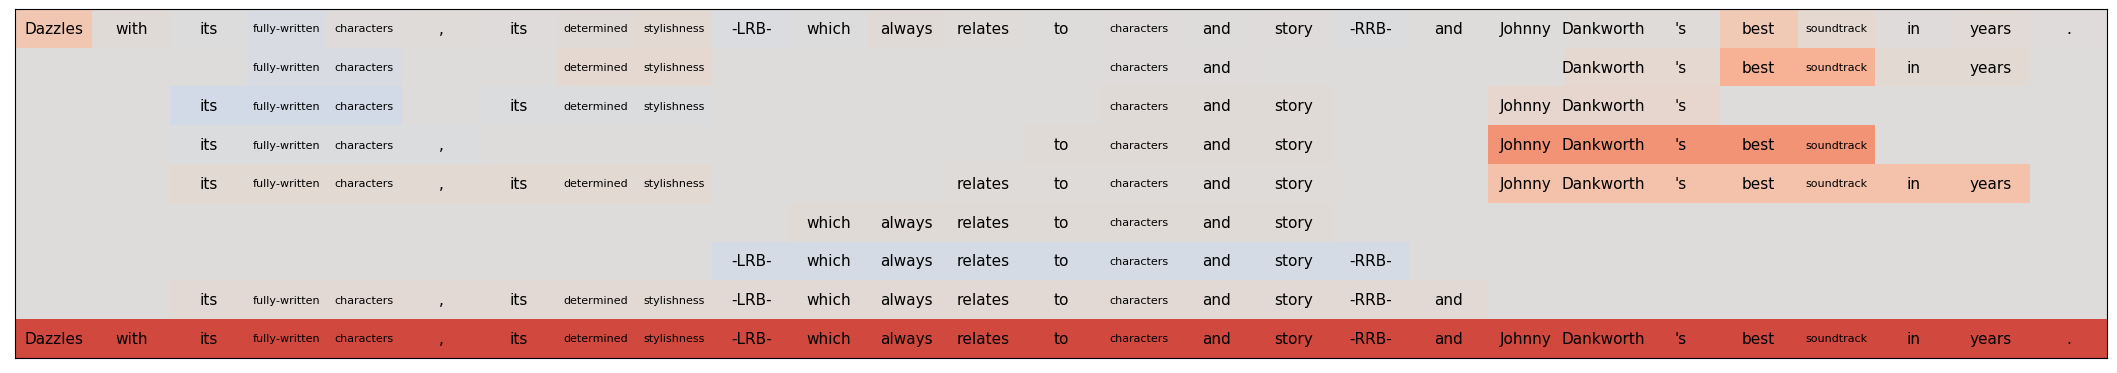 Dazzles with its fully-written characters , its determined stylishness -LRB- which always relates to characters and story -RRB- and Johnny Dankworth 's best soundtrack in years .
fully-written characters determined stylishness characters and Dankworth 's best soundtrack in years
its fully-written characters its determined stylishness characters and story Johnny Dankworth 's
its fully-written characters , to characters and story Johnny Dankworth 's best soundtrack
its fully-written characters , its determined stylishness relates to characters and story Johnny Dankworth 's best soundtrack in years
which always relates to characters and story
-LRB- which always relates to characters and story -RRB-
its fully-written characters , its determined stylishness -LRB- which always relates to characters and story -RRB- and
Dazzles with its fully-written characters , its determined stylishness -LRB- which always relates to characters and story -RRB- and Johnny Dankworth 's best soundtrack in years .